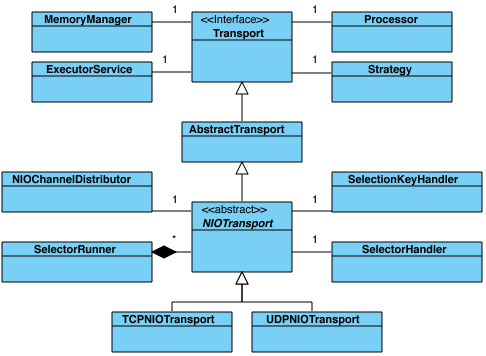 MemoryManager
1
<<Interface>>
Transport
1
Processor
ExecutorService
1
1
Strategy
AbstractTransport
NIOChannelDistributor
1
<<abstract>>
NIOTransport
1
SelectionKeyHandler
SelectorRunner
*
1
SelectorHandler
TCPNIOTransport
UDPNIOTransport